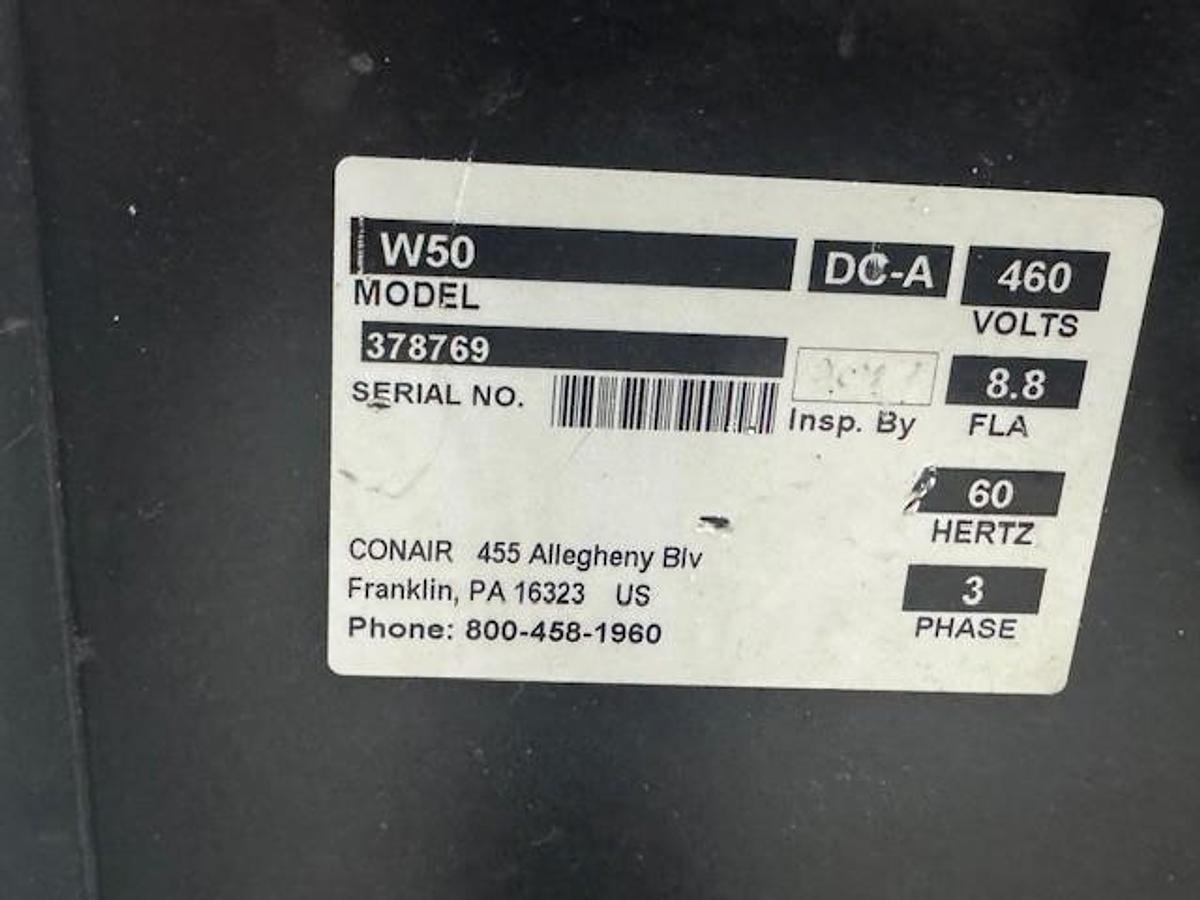 W50 DC-A 460
MODEL VOLTS
378769 8.8
SERIAL NO. Insp. By FLA
60
HERTZ
CONAIR 455 Allegheny Blv
Franklin, PA 16323 US
3
Phone: 800-458-1960 PHASE